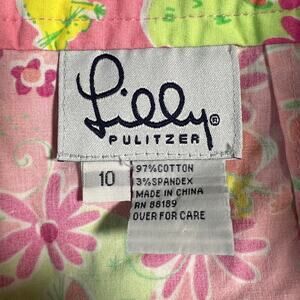 Lilly®
PULITZER
10
97%COTTON
3%SPANDEX
MADE IN CHINA
RN 88189
OVER FOR CARE